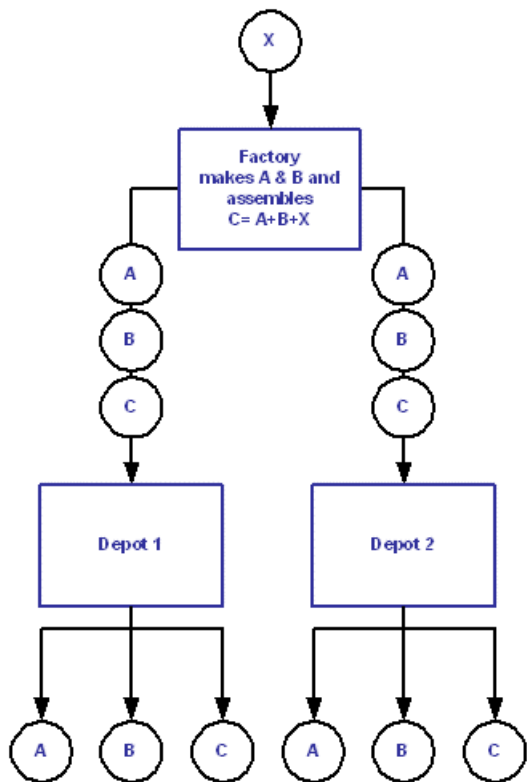 X
Factory
makes A & B and
assembles
C= A+B+X
A
A
B
B
C
C
Depot 1
Depot 2
A
B
C
A
B
C